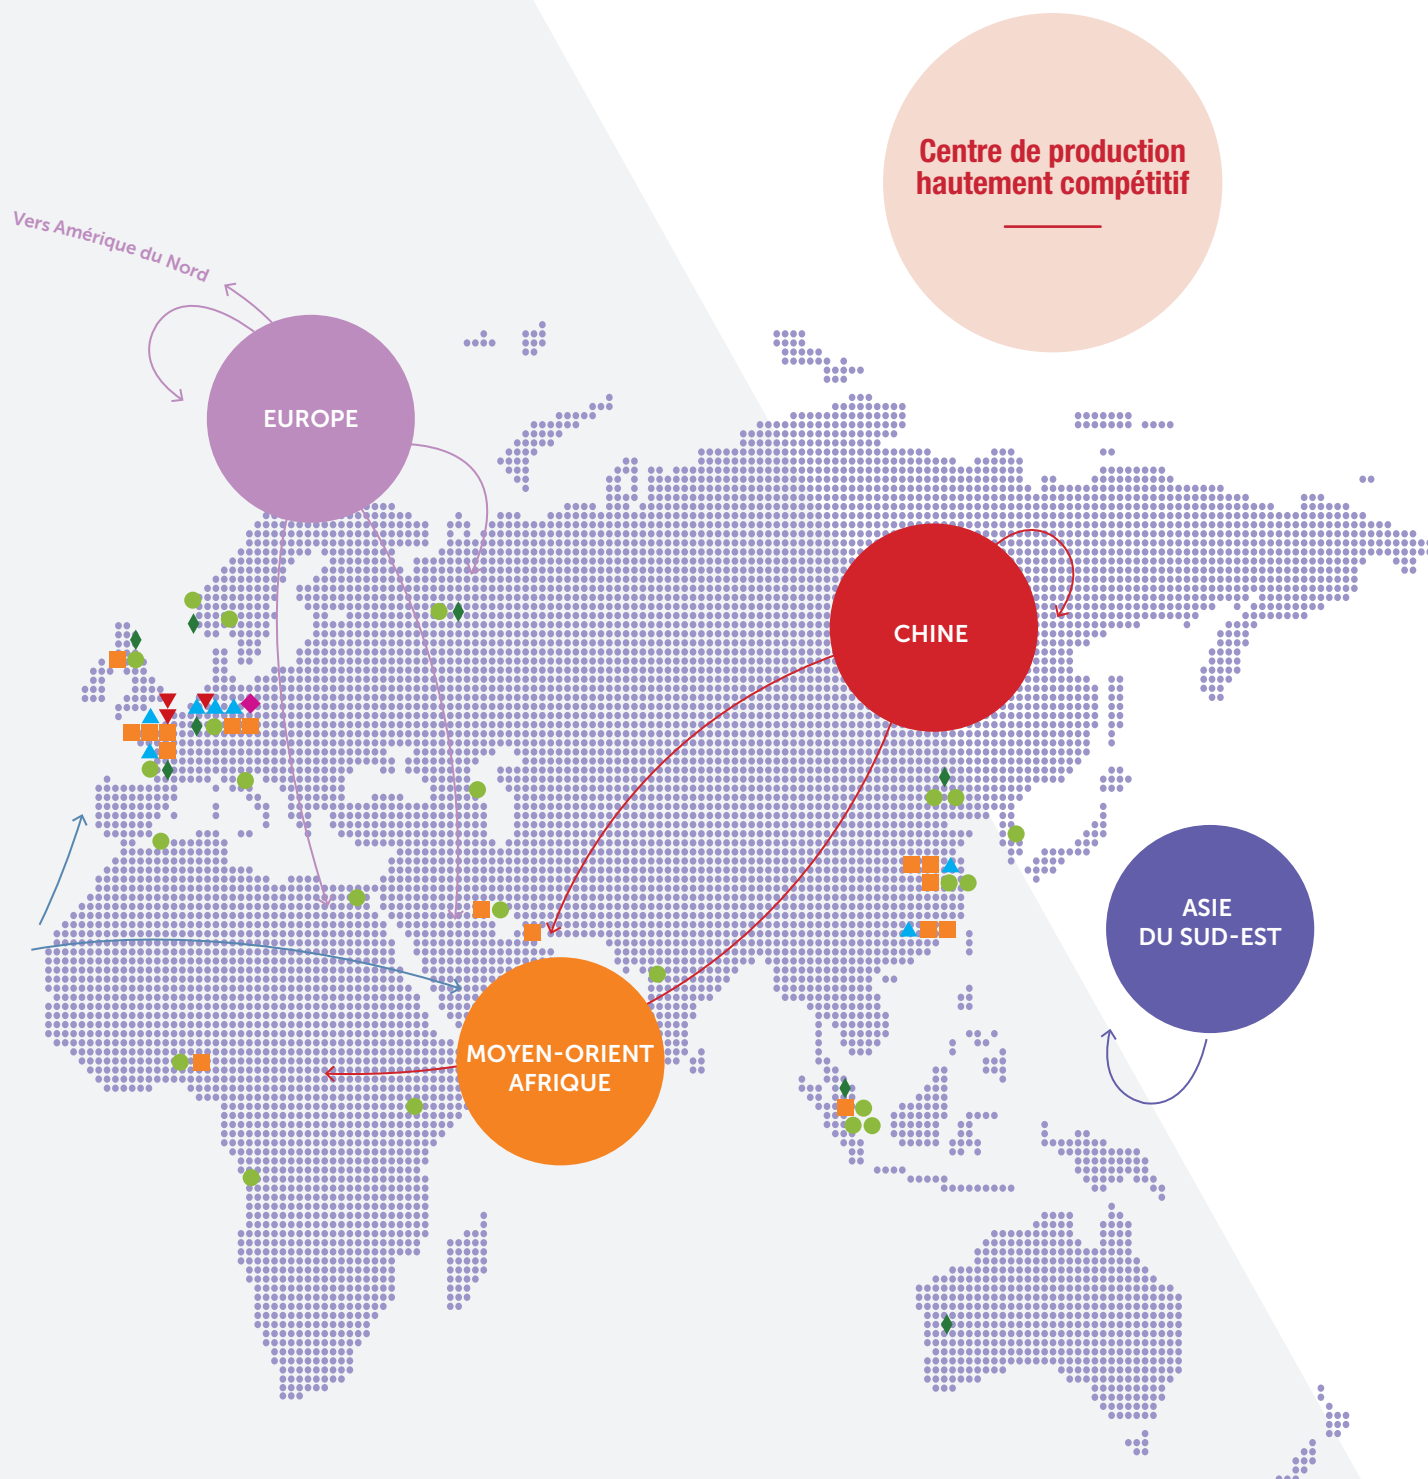 Centre de production
hautement compétitif
Vers Amérique du Nord
EUROPE
CHINE
ASIE
DU SUD-EST
MOYEN-ORIENT
AFRIQUE